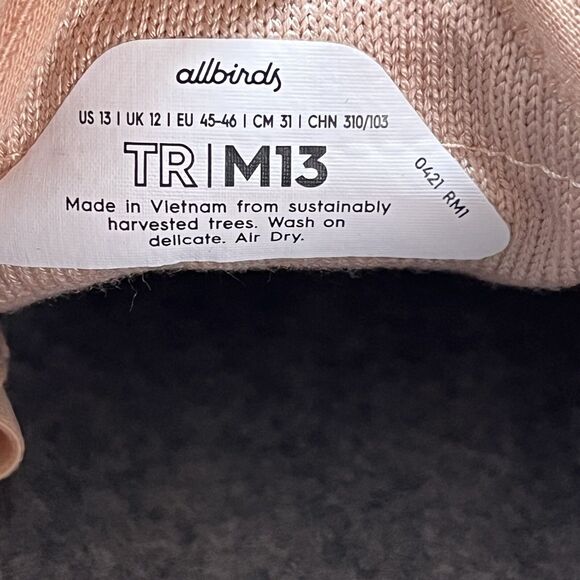 allbirds
US 13 | UK 12 | EU 45-46 | CM 31 | CHN 310/103
TR | M13
0421 RM1
Made in Vietnam from sustainably
harvested trees. Wash on
delicate. Air Dry.